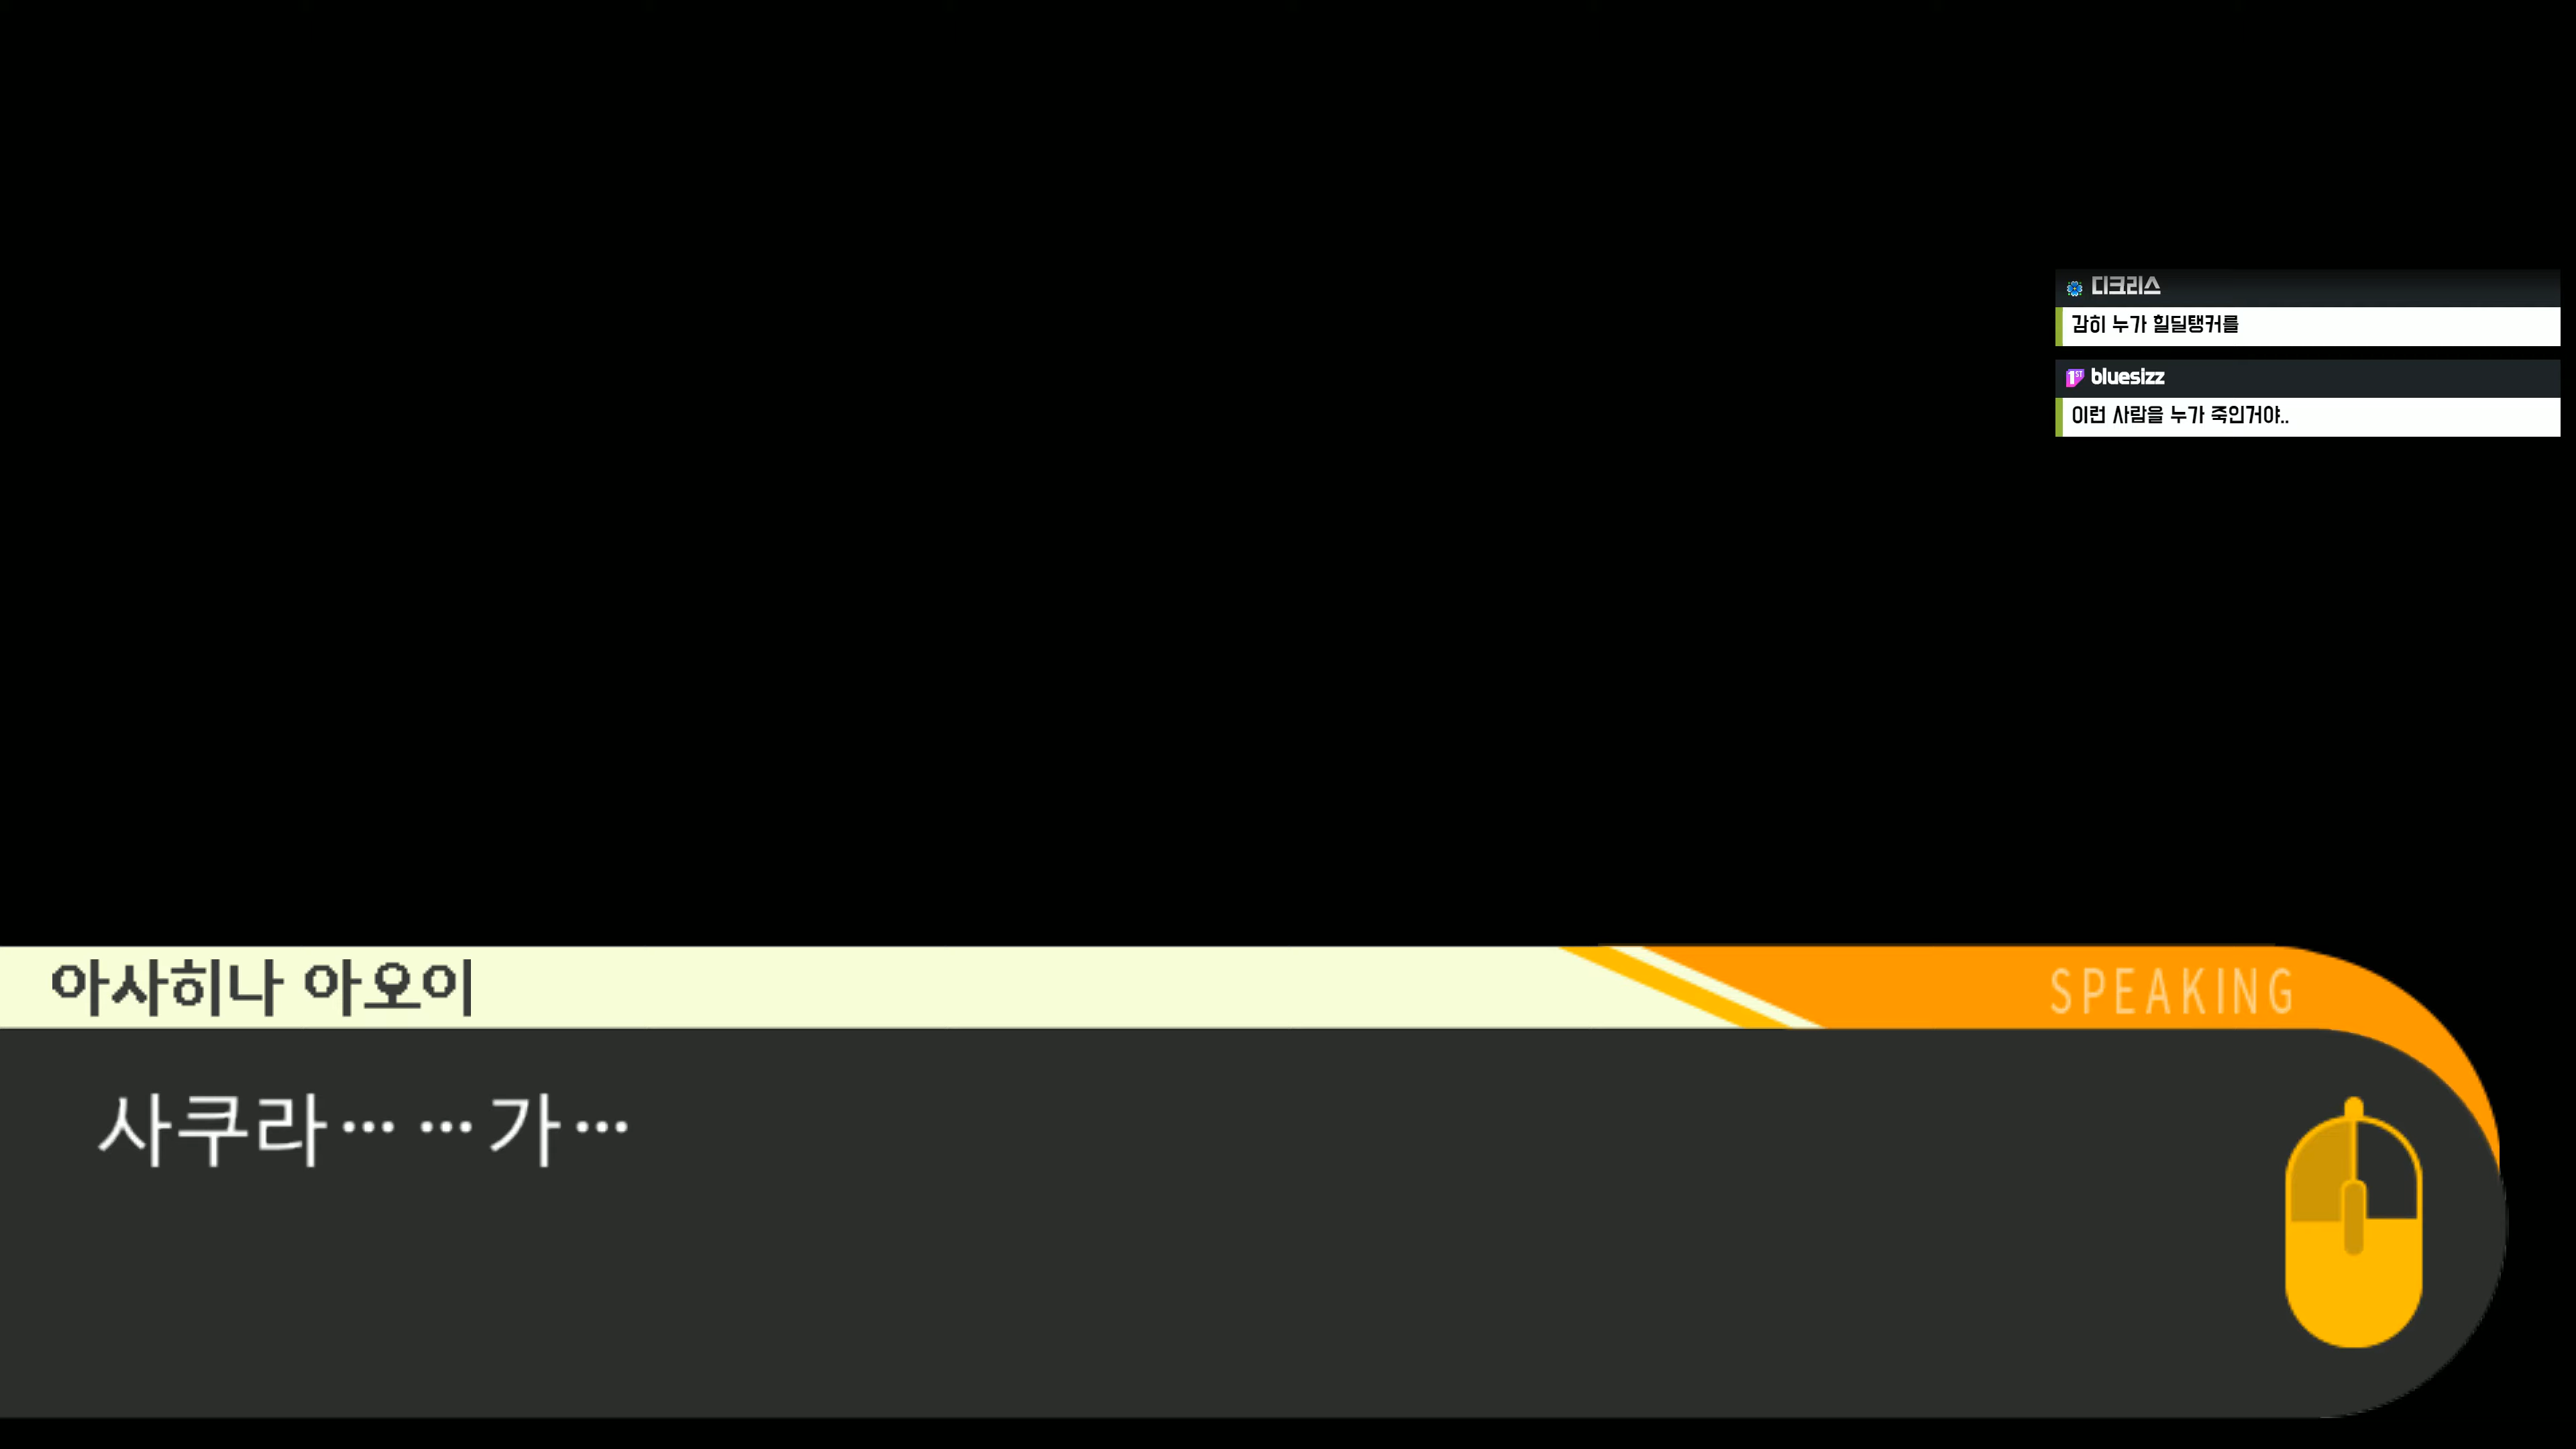 디크리스
감히 누가 힐딜탱커를
1ST bluesizz
이런 사람을 누가 죽인거야..
아사히나 아오이
SPEAKING
사쿠라… …가…